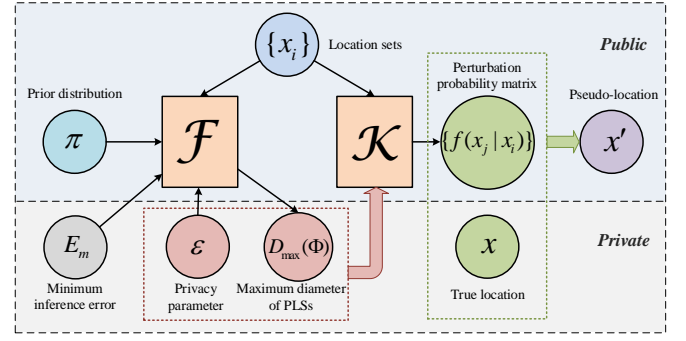 {x_i}
Location sets
Public
Prior distribution
Perturbation
probability matrix
Pseudo-location
π
F
K
{f(x_j | x_i)}
x′
E_m
ε
D_max(Φ)
x
Private
Minimum
inference error
Privacy
parameter
Maximum diameter
of PLSs
True location